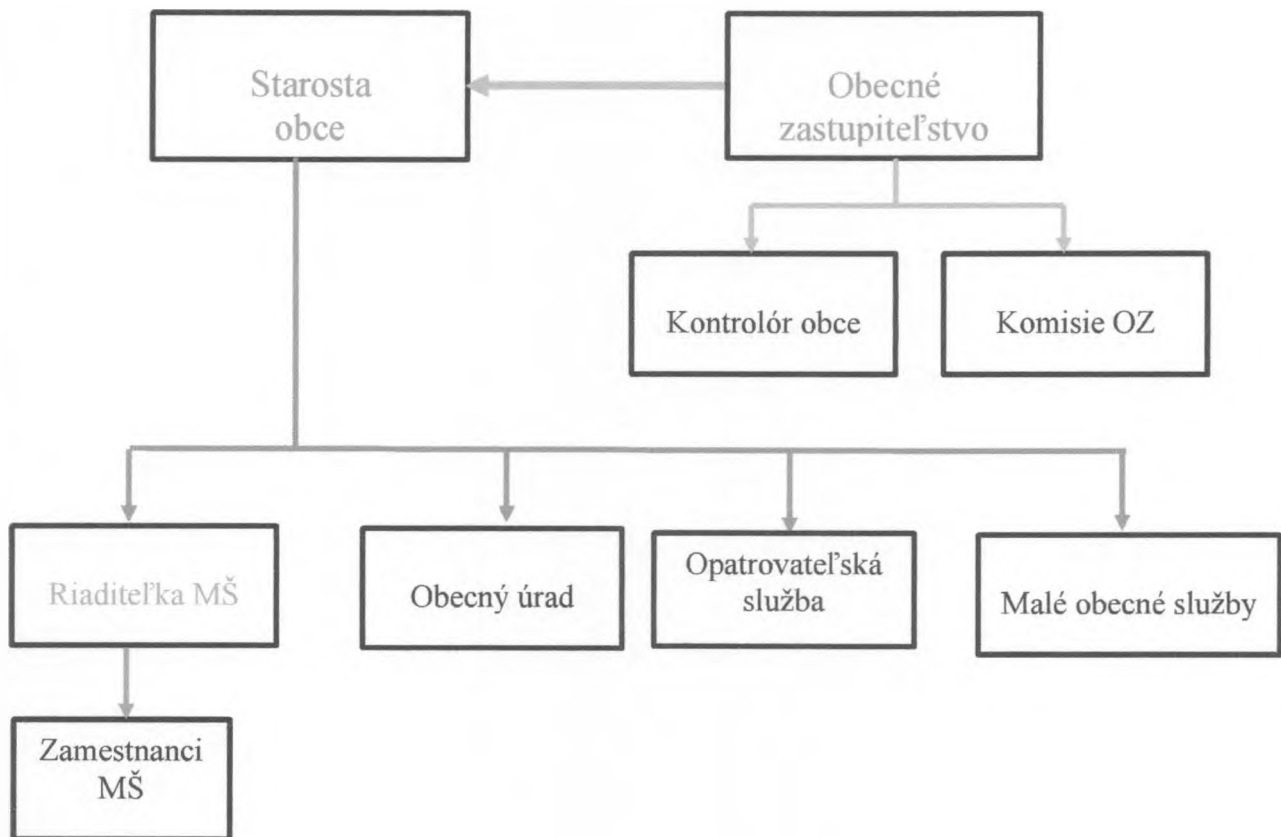 Starosta
obce
Obecné
zastupiteľstvo
Kontrolór obce
Komisie OZ
Riaditeľka MŠ
Obecný úrad
Opatrovateľská
služba
Malé obecné služby
Zamestnanci
MŠ